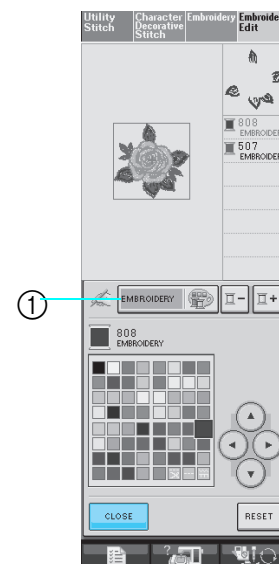 Utility
Stitch
Character
Decorative
Stitch
Embroidery
Embroide
Edit
808
EMBROIDER
507
EMBROIDER
1
EMBROIDERY
808
EMBROIDERY
CLOSE
RESET